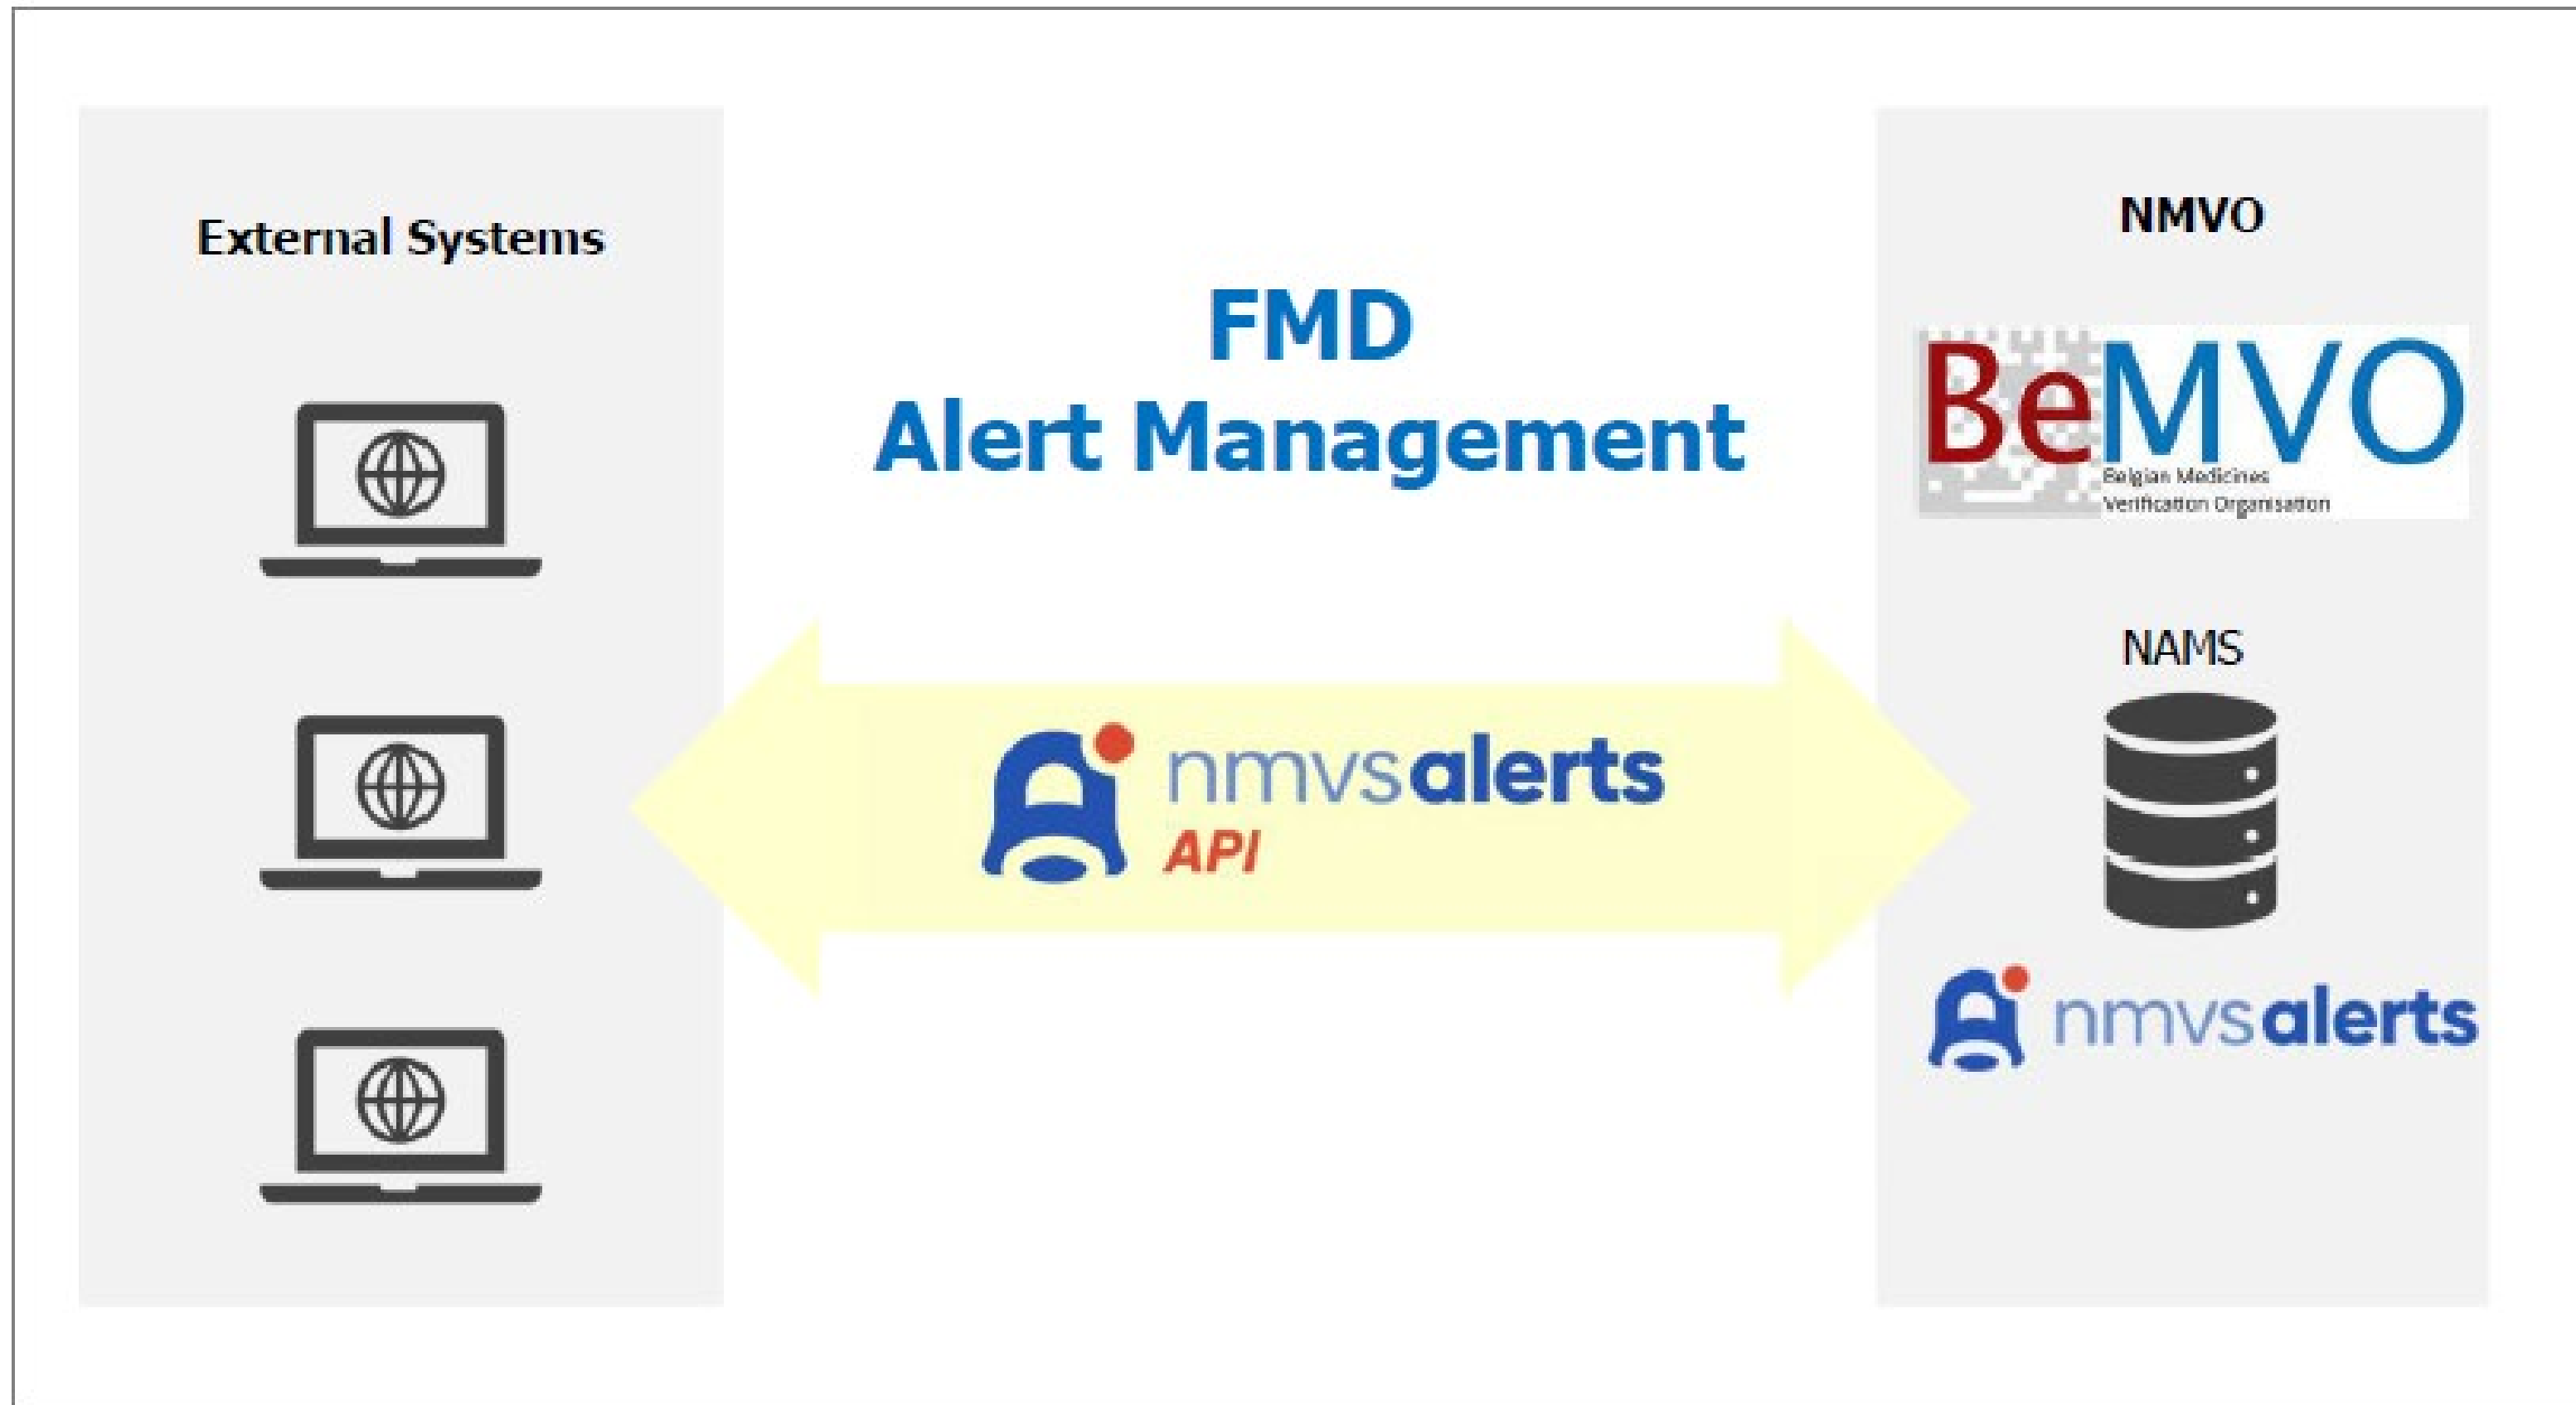 External Systems
FMD
Alert Management
nmvsalerts
API
NMVO
BeMVO
Belgian Medicines
Verification Organisation
NAMS
nmvsalerts